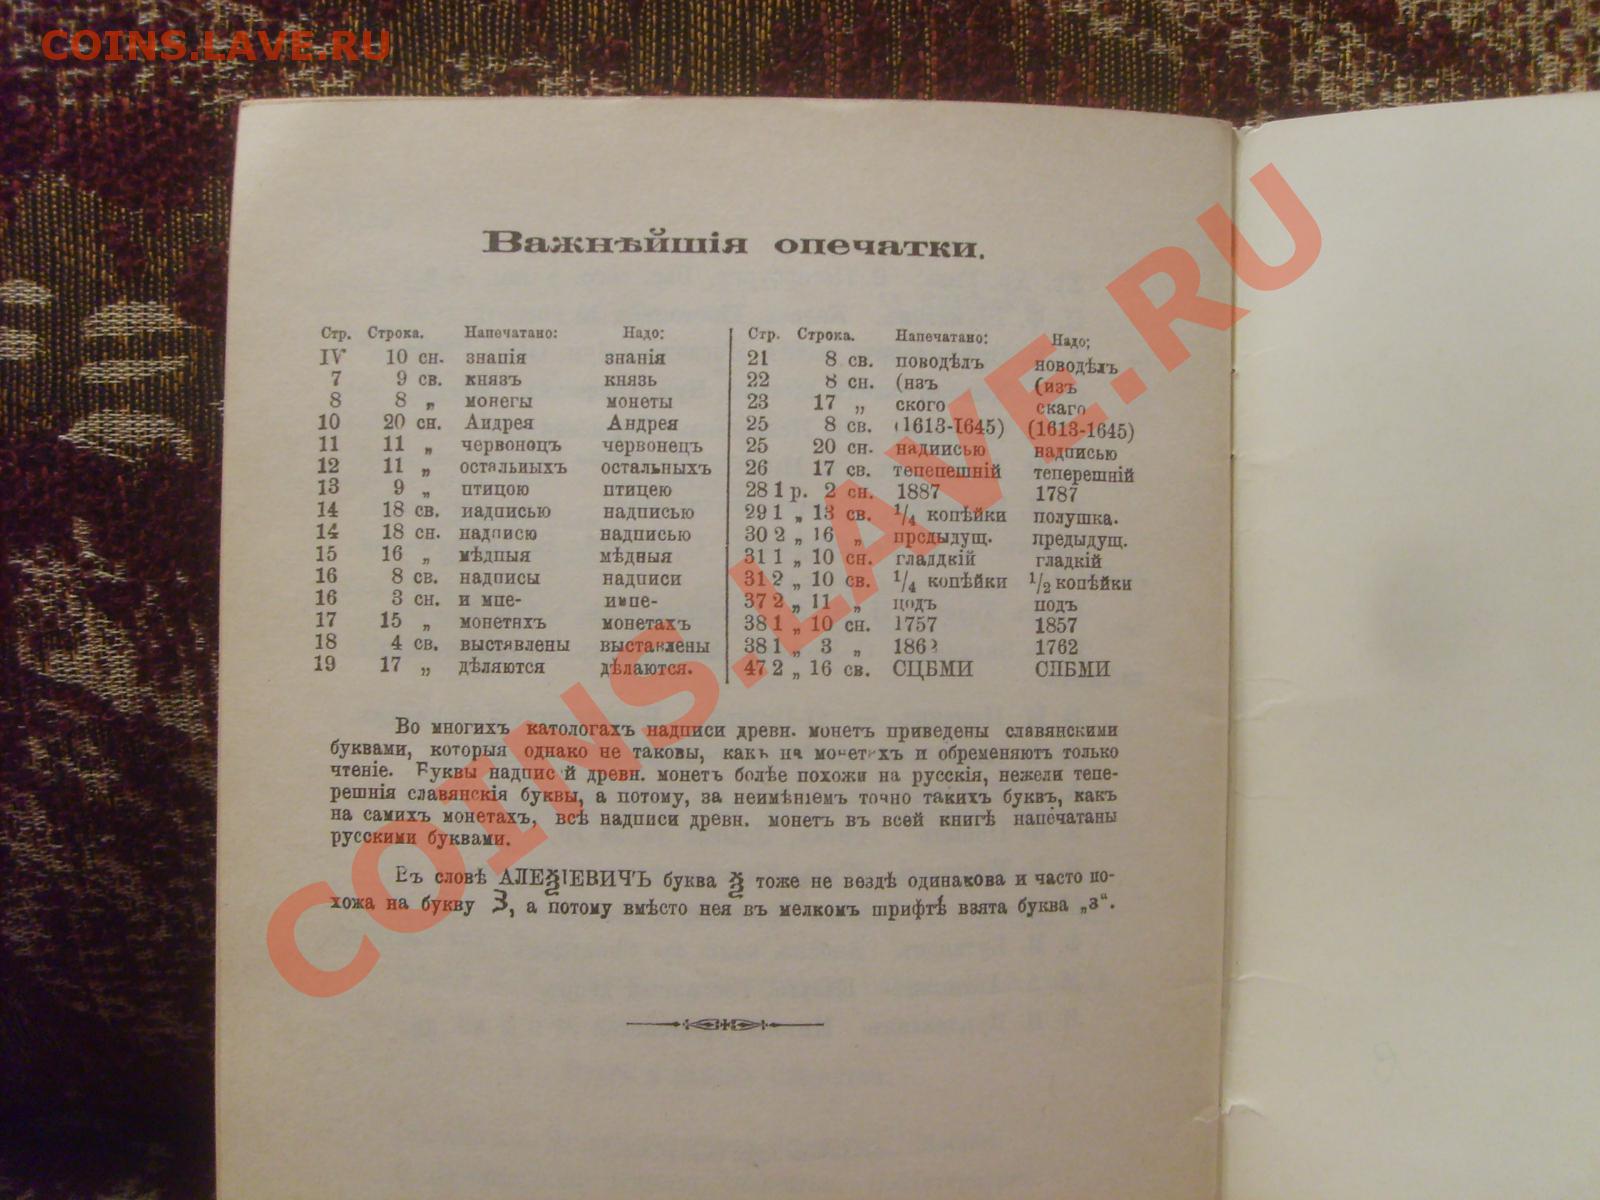 COINS.LAVE.RU
Важнѣйшія опечатки.
Стр. Строка. Напечатано: Надо:
IV 10 сн. знапія знанія
7 9 св. князъ князь
8 8 „ монегы монеты
10 20 сн. Аидрея Андрея
11 11 „ червоноцъ червонецъ
12 11 „ остальиыхъ остальныхъ
13 9 „ птицою птицею
14 18 св. иадписью надписью
14 18 сн. надписю надписью
15 16 „ мѣдпыя мѣдныя
16 8 св. надписы надписи
16 3 сн. и мпе- импе-
17 15 „ монетяхъ монетахъ
18 4 св. выстявлены выставлены
19 17 „ дѣляются дѣлаются.
Стр. Строка. Напечатано: Надо;
21 8 св. поводѣлъ новодѣлъ
22 8 сн. (нзъ (изъ
23 17 „ ского скаго
25 8 св. (1613-1645) (1613-1645)
25 20 сн. надиисью надписью
26 17 св. тепепешній теперешній
28 1 р. 2 сн. 1887 1787
29 1 „ 13 св. 1/4 копѣйки полушка.
30 2 „ 16 „ прсдыдущ. предыдущ.
31 1 „ 10 сн. гладдкій гладкій
31 2 „ 10 св. 1/4 копѣйки 1/2 копѣйки
37 2 „ 11 „ цодъ подъ
38 1 „ 10 сн. 1757 1857
38 1 „ 3 „ 1862 1762
47 2 „ 16 св. СЦБМИ СПБМИ
Во многихъ катологахъ надписи древн. монетъ приведены славянскими
буквами, которыя однако не таковы, какъ на монетахъ и обременяютъ только
чтеніе. Буквы надписей древн. монетъ болѣе похожи на русскія, нежели тепе-
решнія славянскія буквы, а потому, за неимѣніемъ точно такихъ буквъ, какъ
на самихъ монетахъ, всѣ надписи древн. монетъ въ всей книгѣ напечатаны
русскими буквами.
Въ словѣ АЛЕѮІЕВИЧЪ буква Ѯ тоже не вездѣ одинакова и часто по-
хожа на букву З, а потому вмѣсто нея въ мелкомъ шрифтѣ взята буква „з“.
COINS.LAVE.RU